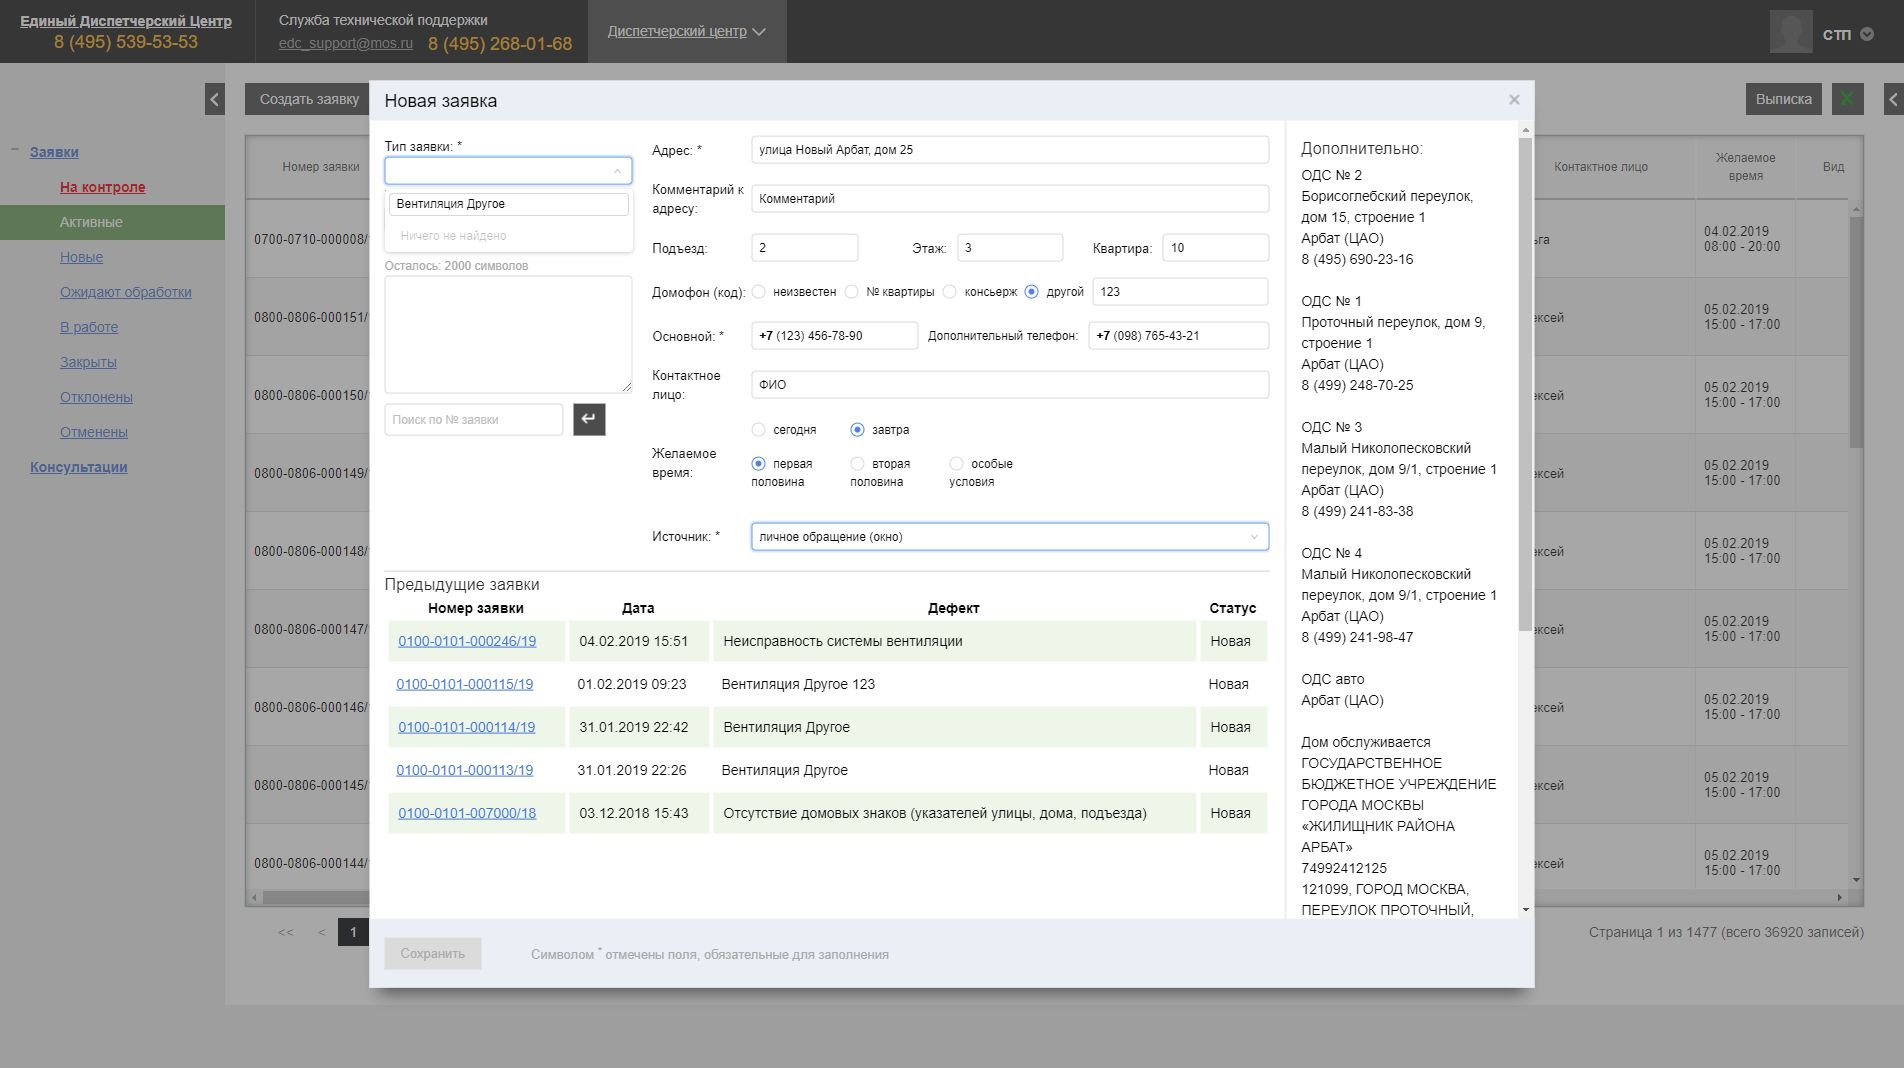 Единый Диспетчерский Центр
8 (495) 539-53-53
Служба технической поддержки
edc_support@mos.ru 8 (495) 268-01-68
Диспетчерский центр
СТП
Создать заявку
Выписка
Заявки
На контроле
Активные
Новые
Ожидают обработки
В работе
Закрыты
Отклонены
Отменены
Консультации
Номер заявки
0700-0710-000008/
0800-0806-000151/
0800-0806-000150/
0800-0806-000149/
0800-0806-000148/
0800-0806-000147/
0800-0806-000146/
0800-0806-000145/
0800-0806-000144/
<< < 1
Новая заявка
Тип заявки: *
Вентиляция Другое
Ничего не найдено
Осталось: 2000 символов
Поиск по № заявки
Адрес: * улица Новый Арбат, дом 25
Комментарий к
адресу:
Комментарий
Подъезд: 2 Этаж: 3 Квартира: 10
Домофон (код): неизвестен № квартиры консьерж другой 123
Основной: * +7 (123) 456-78-90 Дополнительный телефон: +7 (098) 765-43-21
Контактное
лицо:
ФИО
сегодня завтра
Желаемое
время:
первая
половина
вторая
половина
особые
условия
Источник: * личное обращение (окно)
Предыдущие заявки
Номер заявки Дата Дефект Статус
0100-0101-000246/19 04.02.2019 15:51 Неисправность системы вентиляции Новая
0100-0101-000115/19 01.02.2019 09:23 Вентиляция Другое 123 Новая
0100-0101-000114/19 31.01.2019 22:42 Вентиляция Другое Новая
0100-0101-000113/19 31.01.2019 22:26 Вентиляция Другое Новая
0100-0101-007000/18 03.12.2018 15:43 Отсутствие домовых знаков (указателей улицы, дома, подъезда) Новая
Дополнительно:
ОДС № 2
Борисоглебский переулок,
дом 15, строение 1
Арбат (ЦАО)
8 (495) 690-23-16
ОДС № 1
Проточный переулок, дом 9,
строение 1
Арбат (ЦАО)
8 (499) 248-70-25
ОДС № 3
Малый Николопесковский
переулок, дом 9/1, строение 1
Арбат (ЦАО)
8 (499) 241-83-38
ОДС № 4
Малый Николопесковский
переулок, дом 9/1, строение 1
Арбат (ЦАО)
8 (499) 241-98-47
ОДС авто
Арбат (ЦАО)
Дом обслуживается
ГОСУДАРСТВЕННОЕ
БЮДЖЕТНОЕ УЧРЕЖДЕНИЕ
ГОРОДА МОСКВЫ
«ЖИЛИЩНИК РАЙОНА
АРБАТ»
74992412125
121099, ГОРОД МОСКВА,
ПЕРЕУЛОК ПРОТОЧНЫЙ,
Сохранить
Символом * отмечены поля, обязательные для заполнения
Контактное лицо
Желаемое
время
Вид
ьга
04.02.2019
08:00 - 20:00
ексей
05.02.2019
15:00 - 17:00
ексей
05.02.2019
15:00 - 17:00
ексей
05.02.2019
15:00 - 17:00
ексей
05.02.2019
15:00 - 17:00
ексей
05.02.2019
15:00 - 17:00
ексей
05.02.2019
15:00 - 17:00
ексей
05.02.2019
15:00 - 17:00
ексей
05.02.2019
15:00 - 17:00
Страница 1 из 1477 (всего 36920 записей)